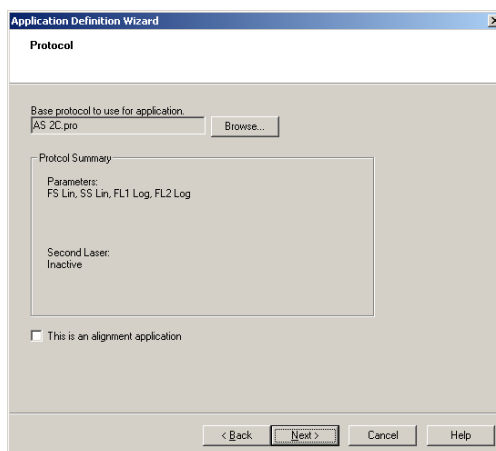 Application Definition Wizard
Protocol
Base protocol to use for application.
AS 2C.pro
Browse...
Protcol Summary
Parameters:
FS Lin, SS Lin, FL1 Log, FL2 Log
Second Laser:
Inactive
This is an alignment application
< Back
Next >
Cancel
Help